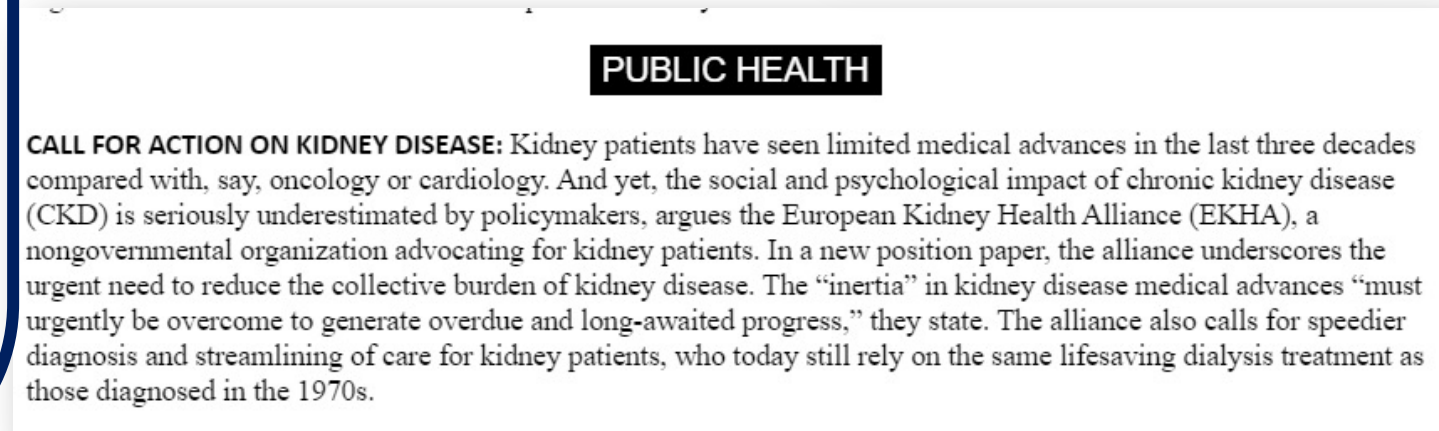 PUBLIC HEALTH
CALL FOR ACTION ON KIDNEY DISEASE: Kidney patients have seen limited medical advances in the last three decades
compared with, say, oncology or cardiology. And yet, the social and psychological impact of chronic kidney disease
(CKD) is seriously underestimated by policymakers, argues the European Kidney Health Alliance (EKHA), a
nongovernmental organization advocating for kidney patients. In a new position paper, the alliance underscores the
urgent need to reduce the collective burden of kidney disease. The “inertia” in kidney disease medical advances “must
urgently be overcome to generate overdue and long-awaited progress,” they state. The alliance also calls for speedier
diagnosis and streamlining of care for kidney patients, who today still rely on the same lifesaving dialysis treatment as
those diagnosed in the 1970s.